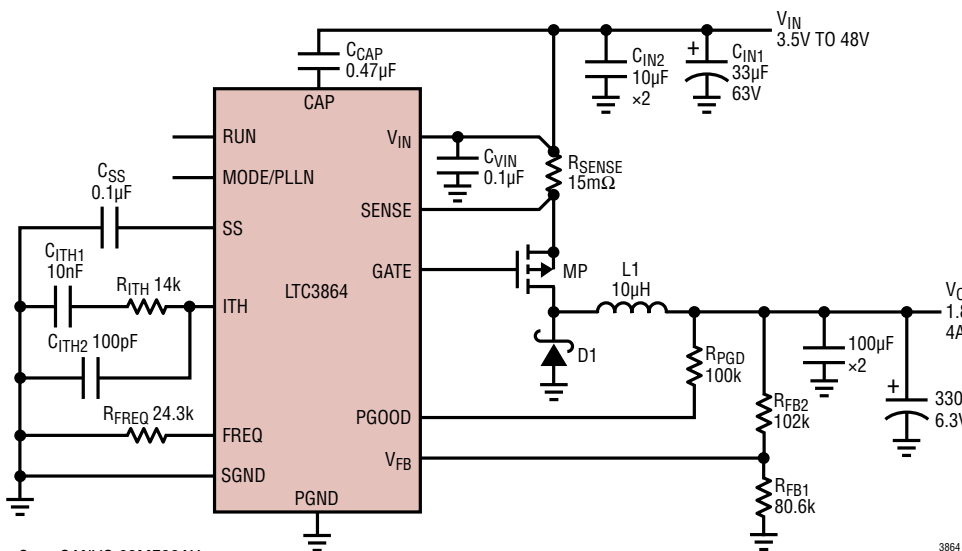 VIN
3.5V TO 48V
CCAP
0.47µF
CIN2
10µF
×2
+
CIN1
33µF
63V
CAP
RUN
VIN
CVIN
0.1µF
RSENSE
15mΩ
MODE/PLLN
CSS
0.1µF
SENSE
SS
CITH1
10nF
RITH 14k
GATE
MP
LTC3864
L1
10µH
ITH
CITH2 100pF
D1
RPGD
100k
100µF
×2
+
RFREQ 24.3k
PGOOD
RFB2
102k
FREQ
VFB
SGND
PGND
RFB1
80.6k
3864